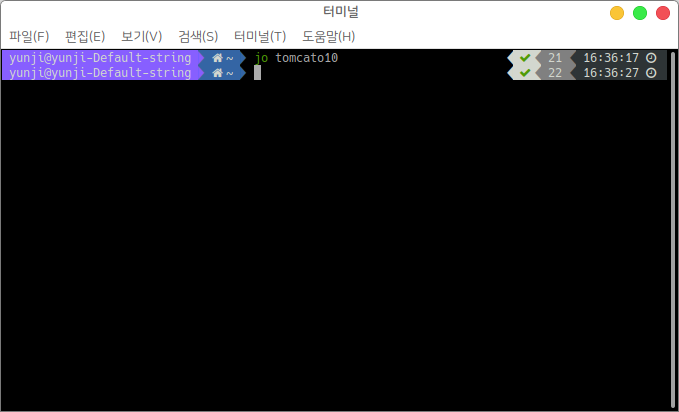 터미널
파일(F) 편집(E) 보기(V) 검색(S) 터미널(T) 도움말(H)
yunji@yunji-Default-string ~ jo tomcato10 ✔ 21 16:36:17
yunji@yunji-Default-string ~ ✔ 22 16:36:27